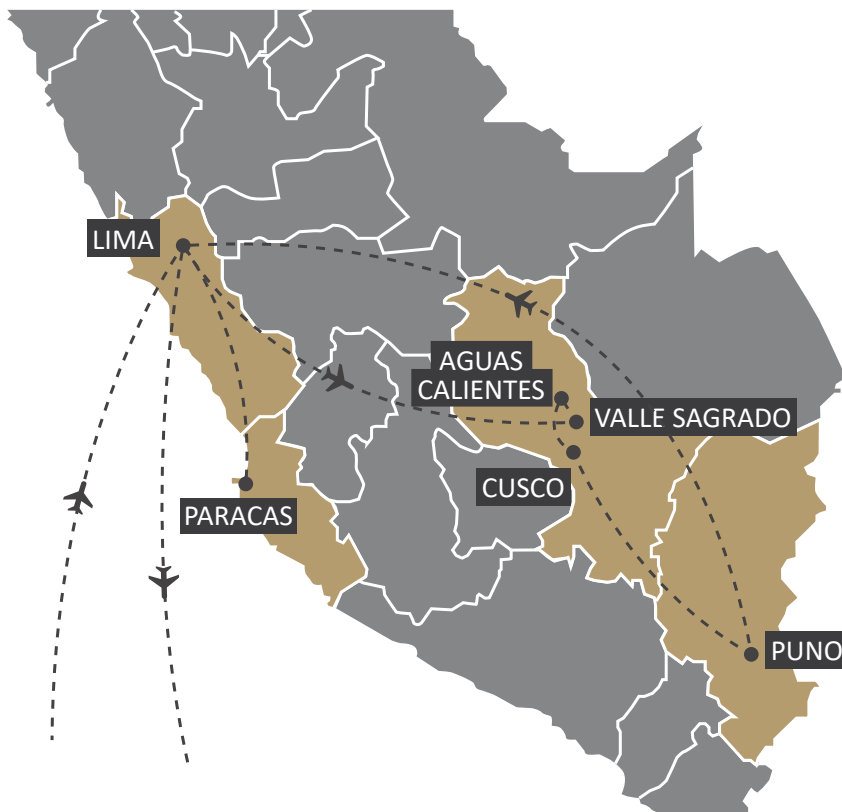 LIMA
AGUAS
CALIENTES
VALLE SAGRADO
CUSCO
PARACAS
PUNO